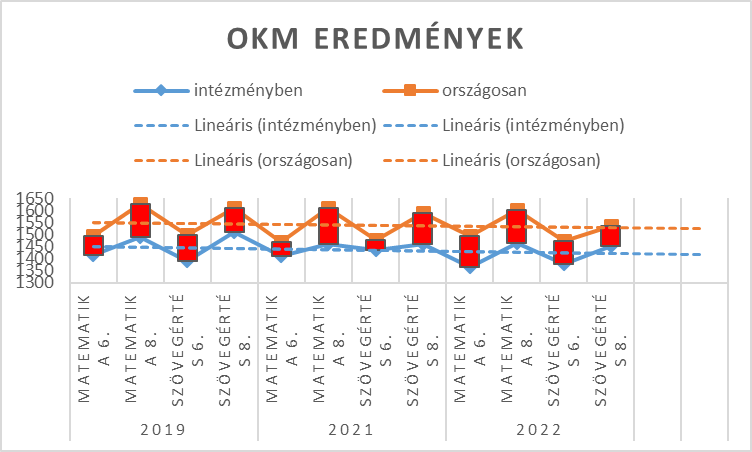 OKM EREDMÉNYEK
intézményben országosan
Lineáris (intézményben) Lineáris (intézményben)
Lineáris (országosan) Lineáris (országosan)
1650
1600
1550
1500
1450
1400
1350
1300
MATEMATIK
A 6.
MATEMATIK
A 8.
SZÖVEGÉRTÉ
S 6.
SZÖVEGÉRTÉ
S 8.
MATEMATIK
A 6.
MATEMATIK
A 8.
SZÖVEGÉRTÉ
S 6.
SZÖVEGÉRTÉ
S 8.
MATEMATIK
A 6.
MATEMATIK
A 8.
SZÖVEGÉRTÉ
S 6.
SZÖVEGÉRTÉ
S 8.
2019 2021 2022